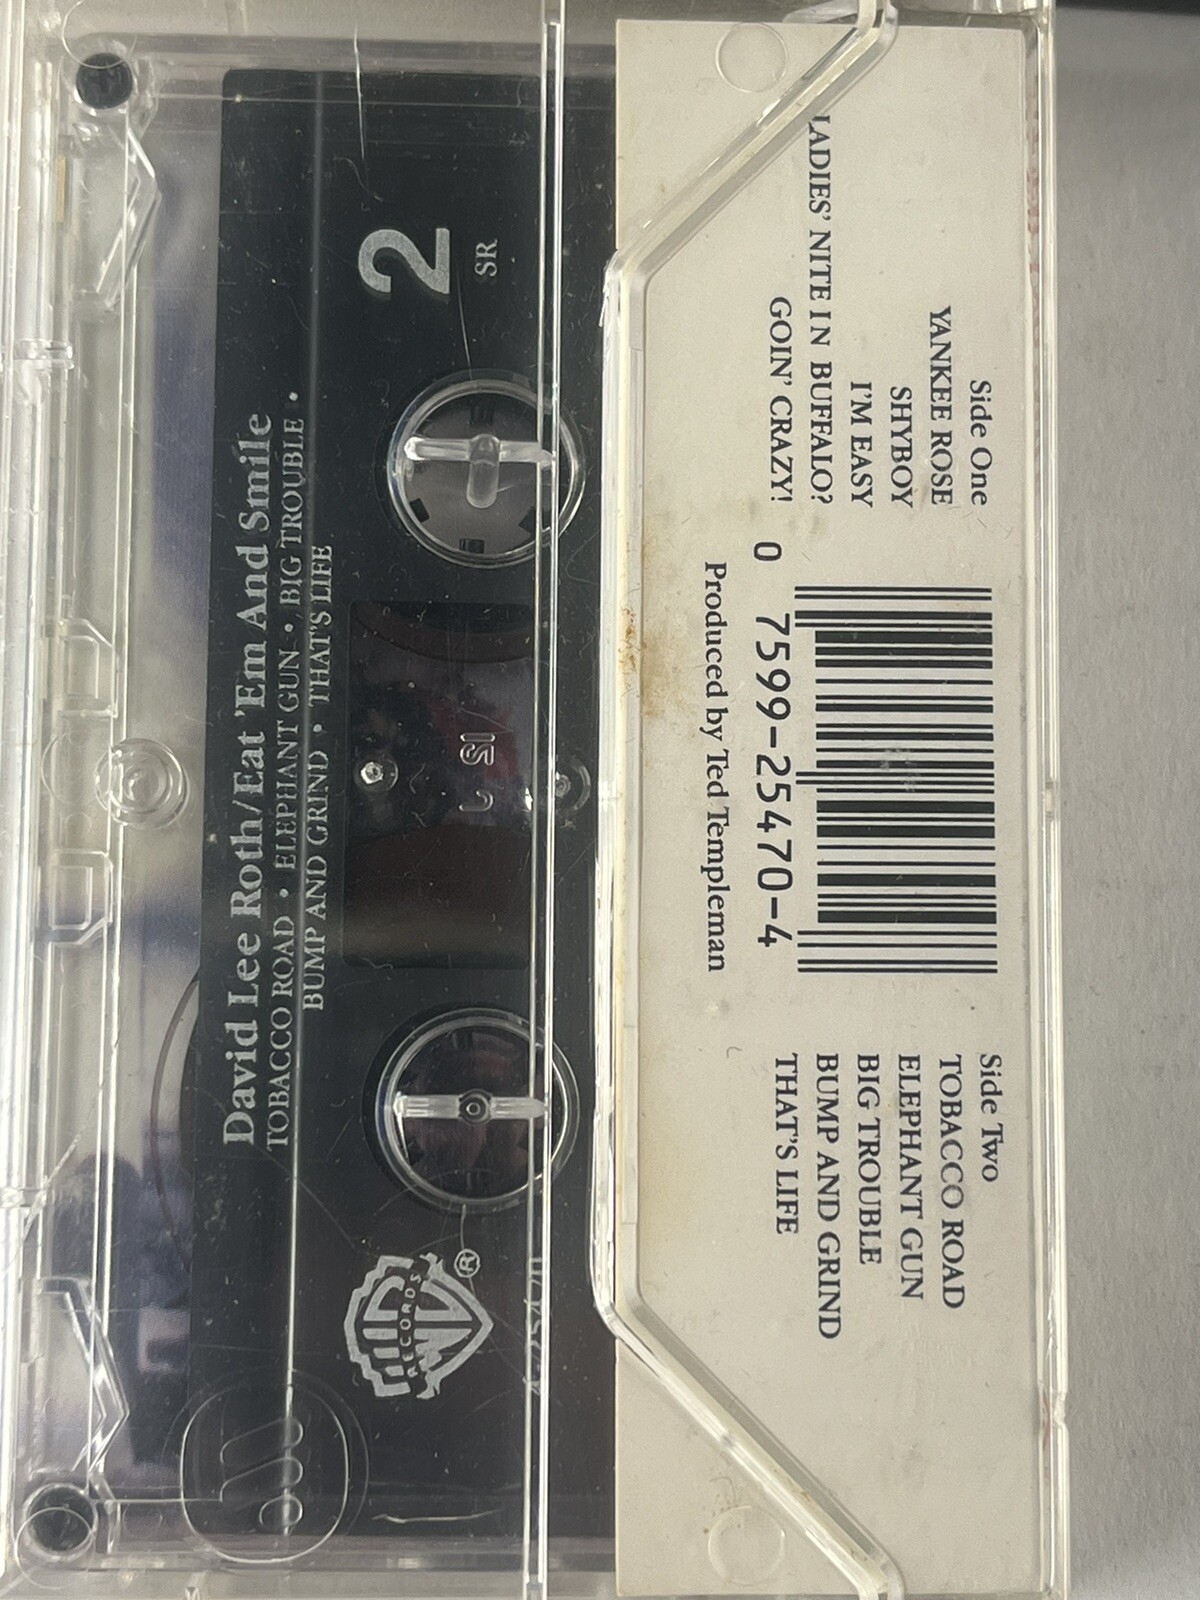 Side One
YANKEE ROSE
SHYBOY
I'M EASY
LADIES' NITE IN BUFFALO?
GOIN' CRAZY!
0 7599-25470-4
Produced by Ted Templeman
Side Two
TOBACCO ROAD
ELEPHANT GUN
BIG TROUBLE
BUMP AND GRIND
THAT'S LIFE
2
SR
David Lee Roth/Eat 'Em And Smile
TOBACCO ROAD • ELEPHANT GUN • BIG TROUBLE •
BUMP AND GRIND • THAT'S LIFE
RECORDS
®